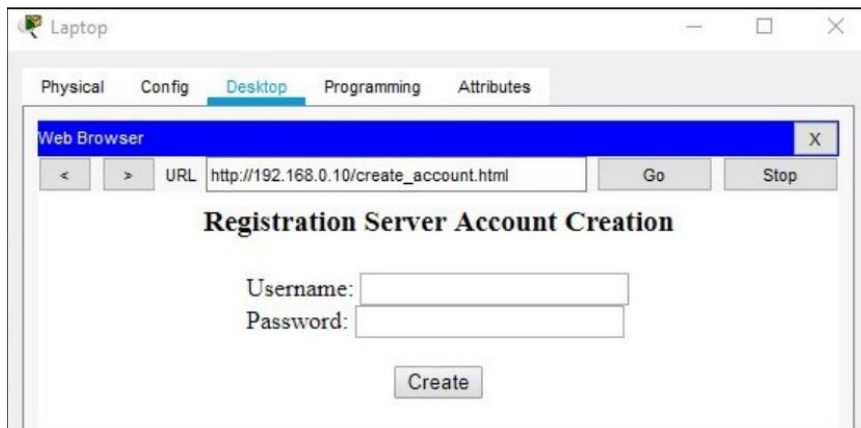 Laptop
Physical Config Desktop Programming Attributes
Web Browser X
< > URL http://192.168.0.10/create_account.html Go Stop
Registration Server Account Creation
Username:
Password:
Create